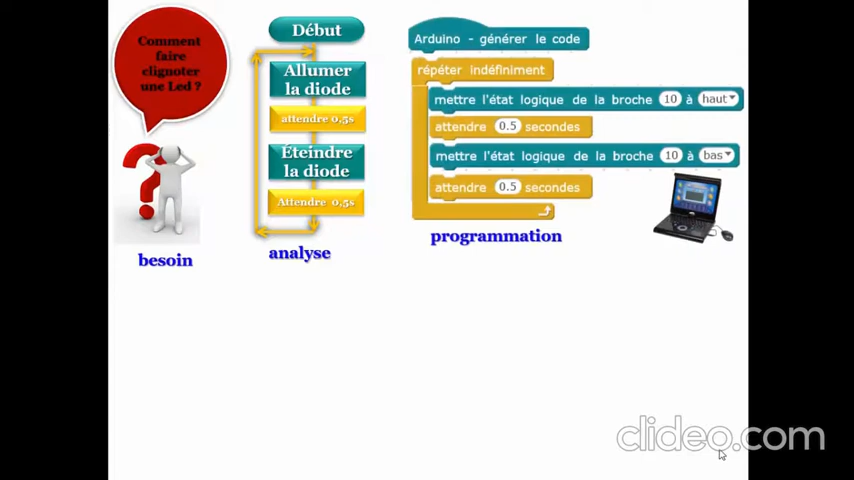 Comment
faire
clignoter
une Led ?
besoin
Début
Allumer
la diode
attendre 0,5s
Éteindre
la diode
Attendre 0,5s
analyse
Arduino - générer le code
répéter indéfiniment
mettre l'état logique de la broche 10 à haut
attendre 0.5 secondes
mettre l'état logique de la broche 10 à bas
attendre 0.5 secondes
programmation
clideo.com